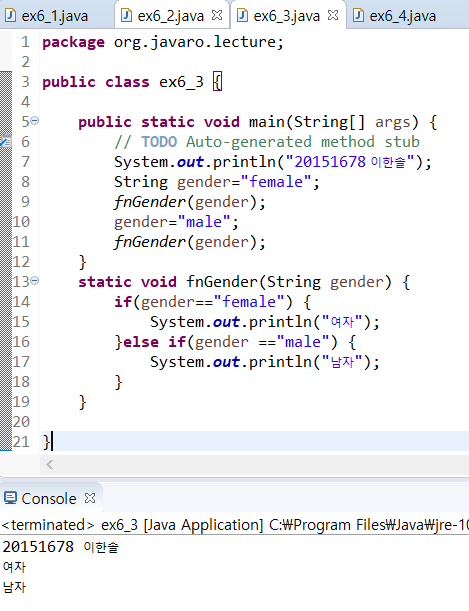 ex6_1.java ex6_2.java ex6_3.java ex6_4.java
1 package org.javaro.lecture;
2
3 public class ex6_3 {
4
5 public static void main(String[] args) {
6 // TODO Auto-generated method stub
7 System.out.println("20151678 이한솔");
8 String gender="female";
9 fnGender(gender);
10 gender="male";
11 fnGender(gender);
12 }
13 static void fnGender(String gender) {
14 if(gender=="female") {
15 System.out.println("여자");
16 }else if(gender =="male") {
17 System.out.println("남자");
18 }
19 }
20
21 }
Console
<terminated> ex6_3 [Java Application] C:₩Program Files₩Java₩jre-10
20151678 이한솔
여자
남자